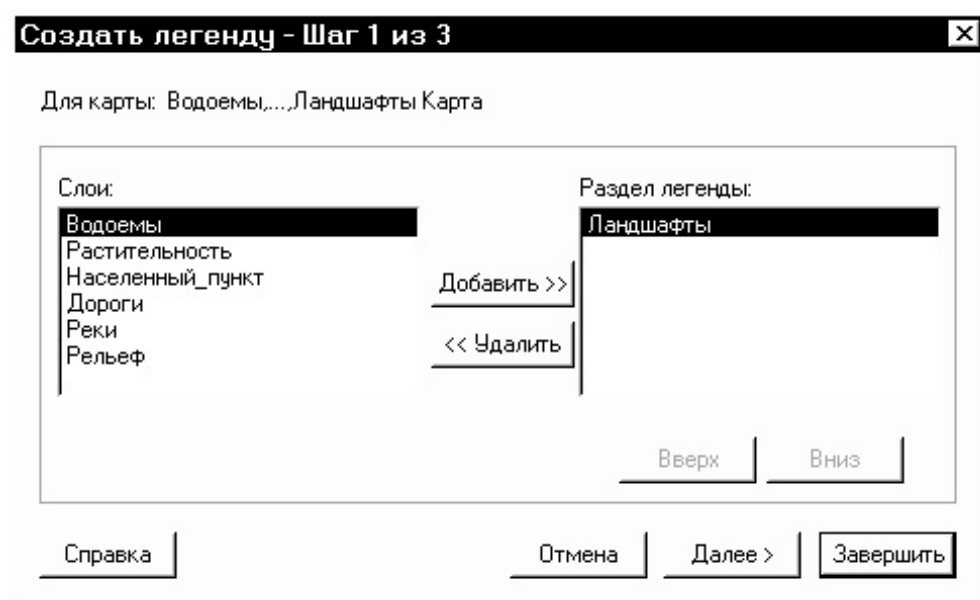 Создать легенду - Шаг 1 из 3
Для карты: Водоемы,...,Ландшафты Карта
Слои:
Водоемы
Растительность
Населенный_пункт
Дороги
Реки
Рельеф
Добавить >>
<< Удалить
Раздел легенды:
Ландшафты
Вверх
Вниз
Справка
Отмена
Далее >
Завершить